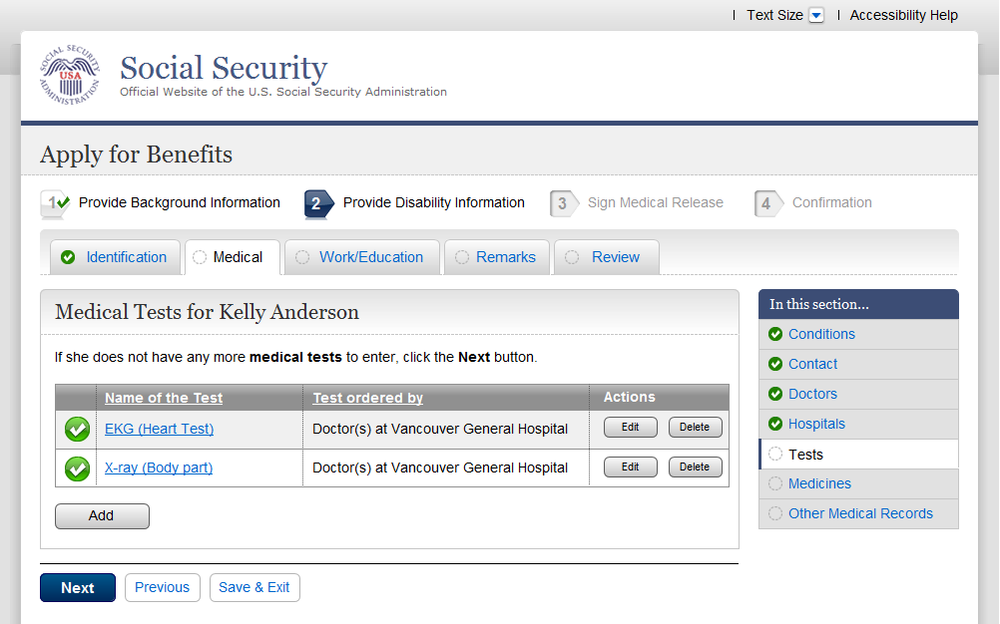 Text Size
Accessibility Help
SOCIAL SECURITY ADMINISTRATION
USA
Social Security
Official Website of the U.S. Social Security Administration
Apply for Benefits
1 Provide Background Information
2 Provide Disability Information
3 Sign Medical Release
4 Confirmation
Identification
Medical
Work/Education
Remarks
Review
Medical Tests for Kelly Anderson
If she does not have any more medical tests to enter, click the Next button.
Name of the Test Test ordered by Actions
EKG (Heart Test) Doctor(s) at Vancouver General Hospital Edit Delete
X-ray (Body part) Doctor(s) at Vancouver General Hospital Edit Delete
Add
In this section...
Conditions
Contact
Doctors
Hospitals
Tests
Medicines
Other Medical Records
Next Previous Save & Exit